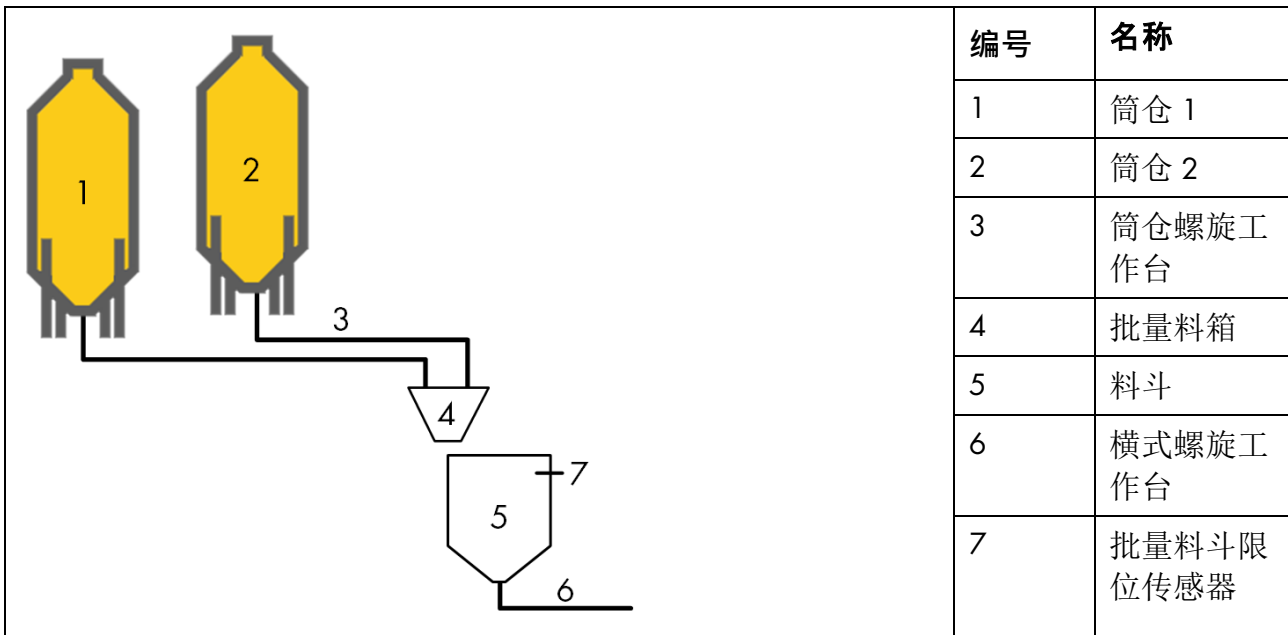 编号 名称
1 筒仓 1
2 筒仓 2
3 筒仓螺旋工
作台
4 批量料箱
5 料斗
6 横式螺旋工
作台
7 批量料斗限
位传感器
1
2
3
4
7
5
6